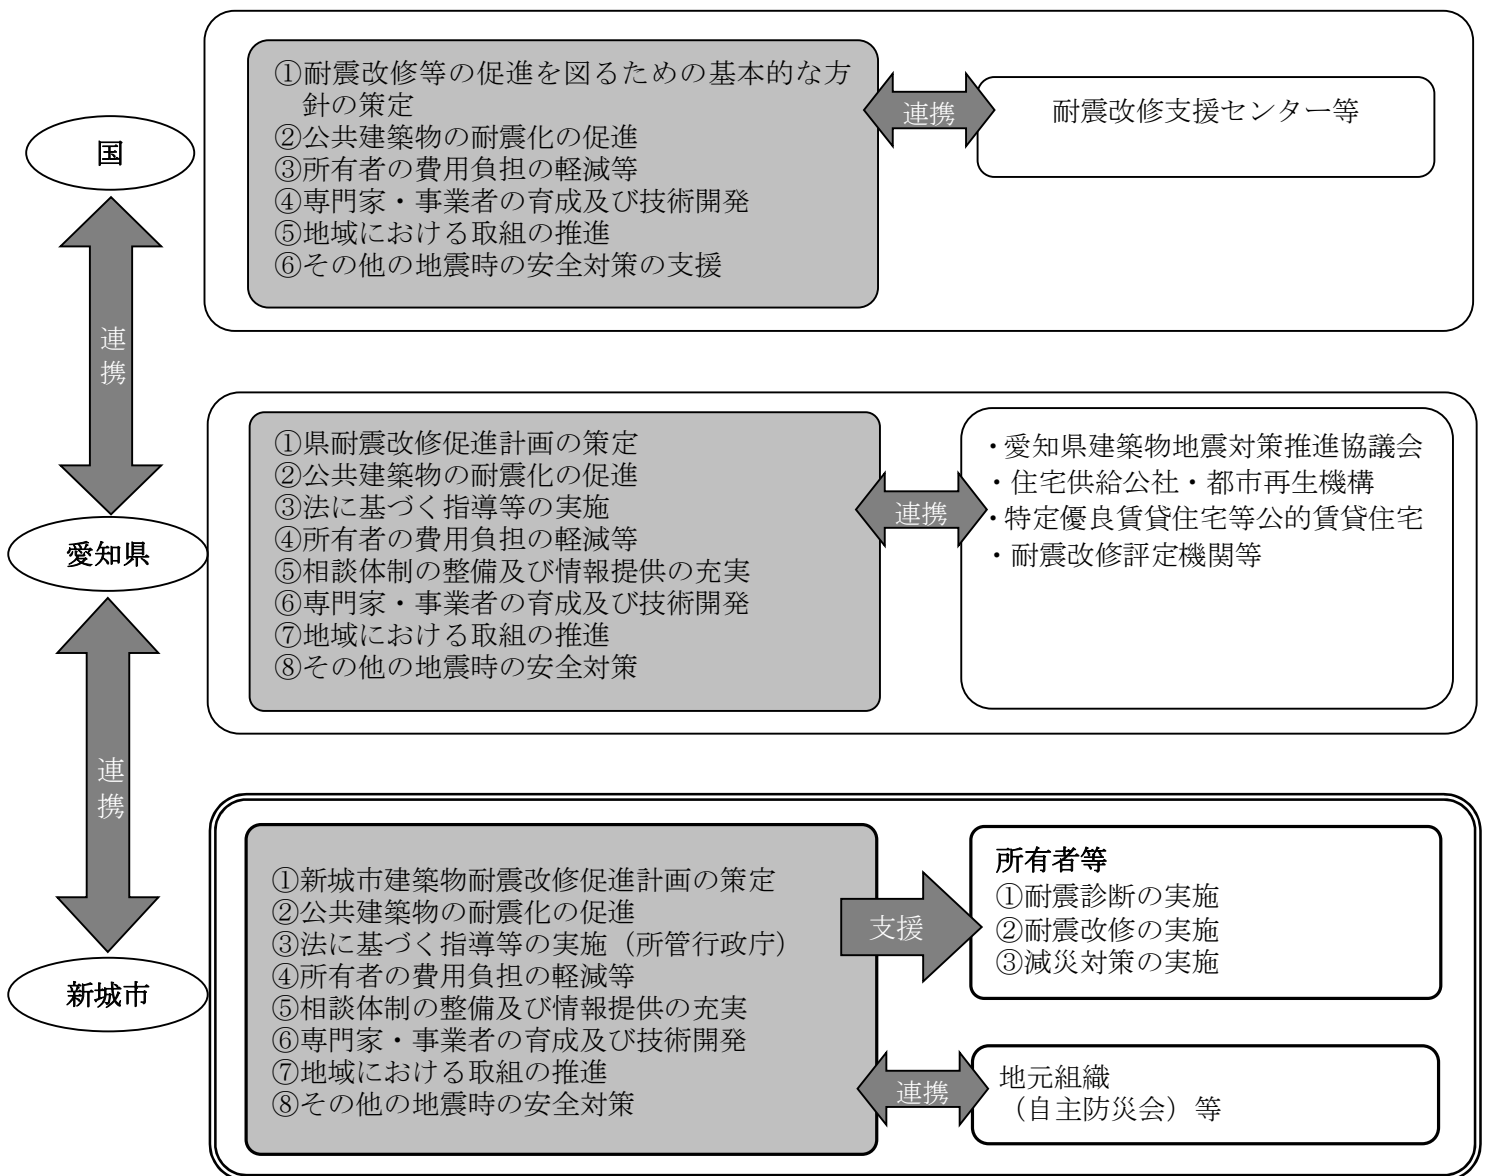 国
①耐震改修等の促進を図るための基本的な方
針の策定
②公共建築物の耐震化の促進
③所有者の費用負担の軽減等
④専門家・事業者の育成及び技術開発
⑤地域における取組の推進
⑥その他の地震時の安全対策の支援
連携
耐震改修支援センター等
連
携
愛知県
①県耐震改修促進計画の策定
②公共建築物の耐震化の促進
③法に基づく指導等の実施
④所有者の費用負担の軽減等
⑤相談体制の整備及び情報提供の充実
⑥専門家・事業者の育成及び技術開発
⑦地域における取組の推進
⑧その他の地震時の安全対策
連携
・愛知県建築物地震対策推進協議会
・住宅供給公社・都市再生機構
・特定優良賃貸住宅等公的賃貸住宅
・耐震改修評定機関等
連
携
新城市
①新城市建築物耐震改修促進計画の策定
②公共建築物の耐震化の促進
③法に基づく指導等の実施（所管行政庁）
④所有者の費用負担の軽減等
⑤相談体制の整備及び情報提供の充実
⑥専門家・事業者の育成及び技術開発
⑦地域における取組の推進
⑧その他の地震時の安全対策
支援
所有者等
①耐震診断の実施
②耐震改修の実施
③減災対策の実施
連携
地元組織
（自主防災会）等